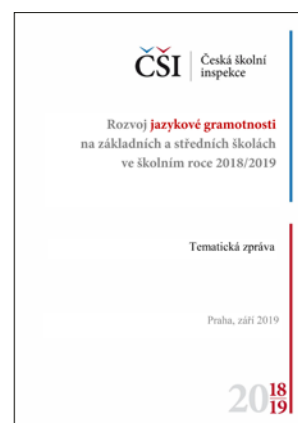 ČŠI
Česká školní
inspekce
Rozvoj jazykové gramotnosti
na základních a středních školách
ve školním roce 2018/2019
Tematická zpráva
Praha, září 2019
2018
19